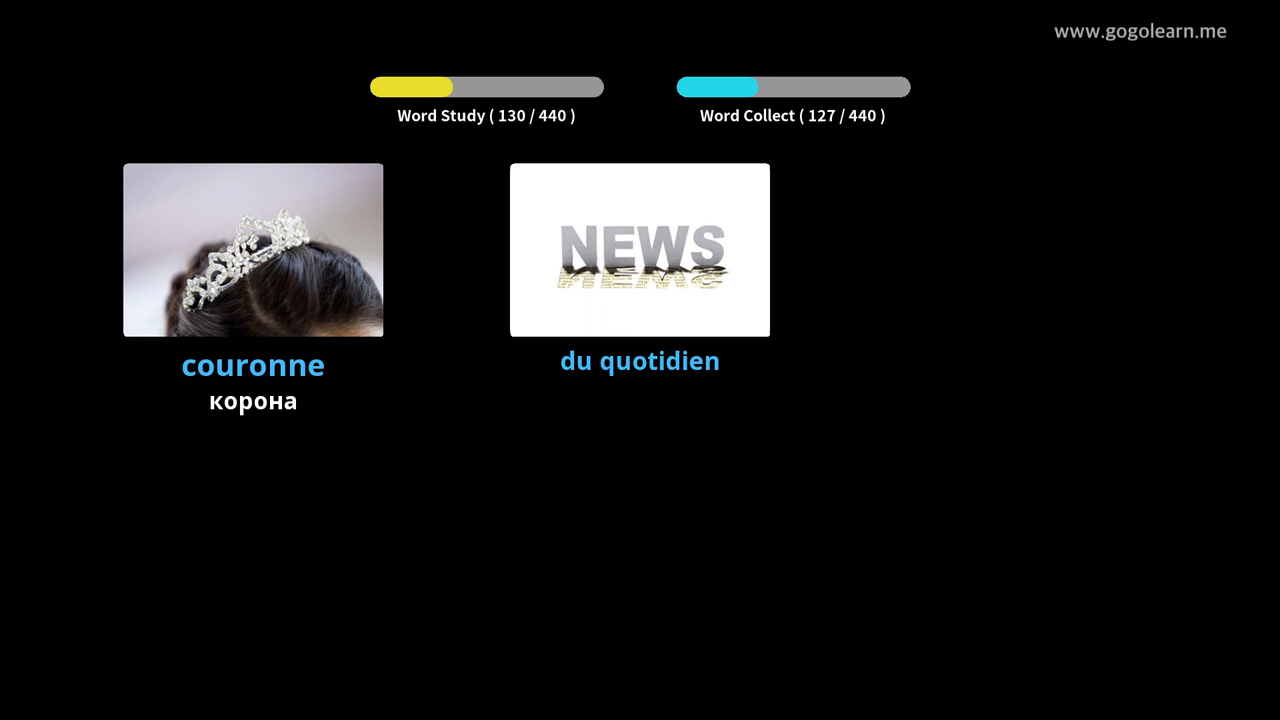 www.gogolearn.me
Word Study ( 130 / 440 )
Word Collect ( 127 / 440 )
NEWS
couronne
корона
du quotidien